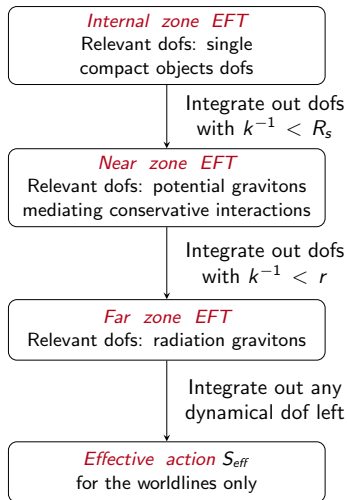 Internal zone EFT
Relevant dofs: single
compact objects dofs
Integrate out dofs
with k⁻¹ < Rₛ
Near zone EFT
Relevant dofs: potential gravitons
mediating conservative interactions
Integrate out dofs
with k⁻¹ < r
Far zone EFT
Relevant dofs: radiation gravitons
Integrate out any
dynamical dof left
Effective action S_eff
for the worldlines only